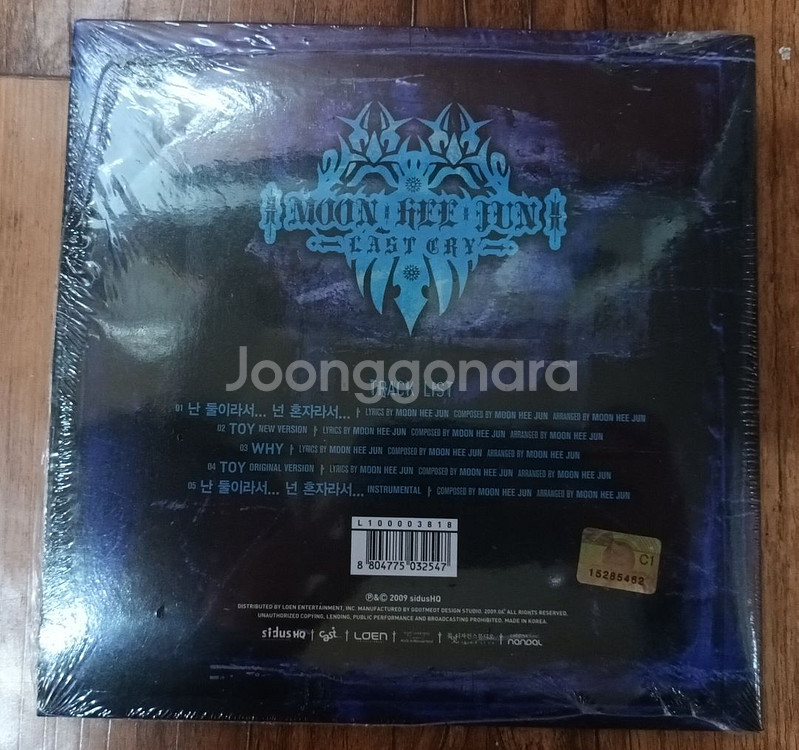 MOON HEE JUN
LAST CRY
Joonggonara
TRACK LIST
01 난 둘이라서... 넌 혼자라서... LYRICS BY MOON HEE JUN COMPOSED BY MOON HEE JUN ARRANGED BY MOON HEE JUN
02 TOY NEW VERSION LYRICS BY MOON HEE JUN COMPOSED BY MOON HEE JUN ARRANGED BY MOON HEE JUN
03 WHY LYRICS BY MOON HEE JUN COMPOSED BY MOON HEE JUN ARRANGED BY MOON HEE JUN
04 TOY ORIGINAL VERSION LYRICS BY MOON HEE JUN COMPOSED BY MOON HEE JUN ARRANGED BY MOON HEE JUN
05 난 둘이라서... 넌 혼자라서... INSTRUMENTAL COMPOSED BY MOON HEE JUN ARRANGED BY MOON HEE JUN
L100003818
8 804775 032547
C1
15285482
℗&© 2009 sidusHQ
DISTRIBUTED BY LOEN ENTERTAINMENT, INC. MANUFACTURED BY GGOTMEOT DESIGN STUDIO. 2009.06. ALL RIGHTS RESERVED.
UNAUTHORIZED COPYING, LENDING, PUBLIC PERFORMANCE AND BROADCASTING PROHIBITED. MADE IN KOREA.
sidusHQ LOEN nanDAL